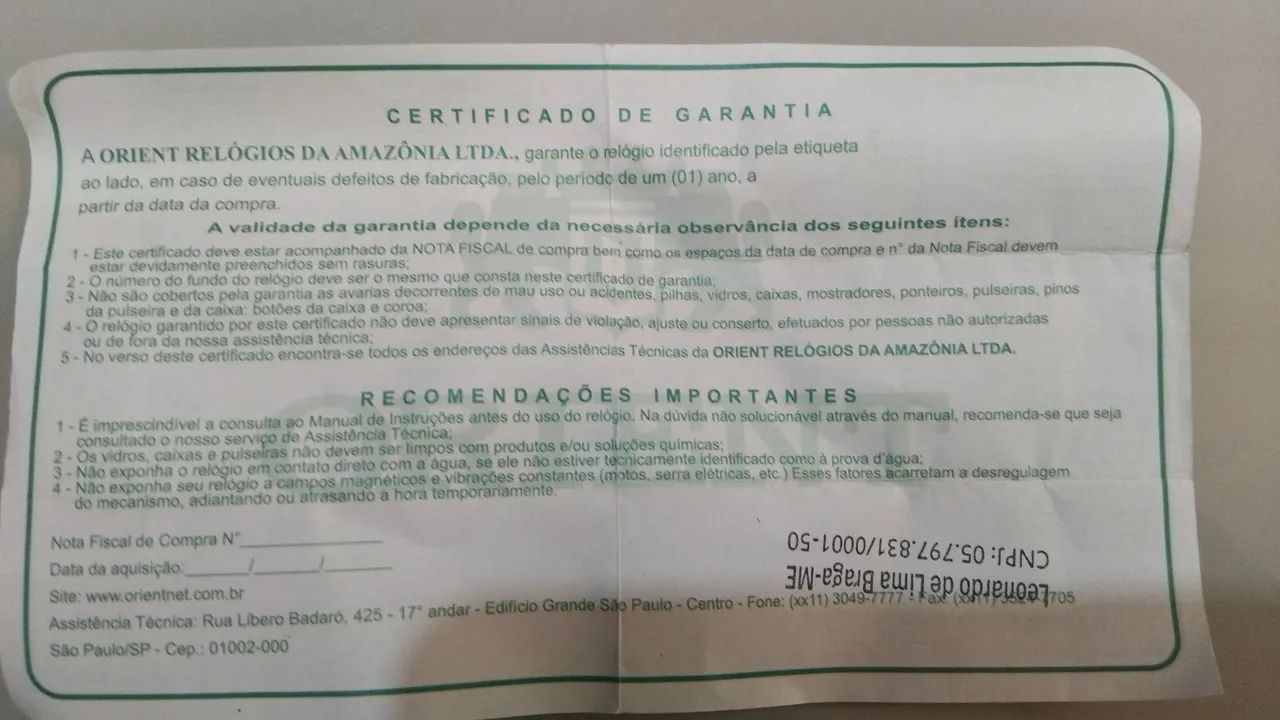 CERTIFICADO DE GARANTIA
A ORIENT RELÓGIOS DA AMAZÔNIA LTDA., garante o relógio identificado pela etiqueta
ao lado, em caso de eventuais defeitos de fabricação, pelo período de um (01) ano, a
partir da data da compra.
A validade da garantia depende da necessária observância dos seguintes ítens:
1 - Este certificado deve estar acompanhado da NOTA FISCAL de compra bem como os espaços da data de compra e n° da Nota Fiscal devem
estar devidamente preenchidos sem rasuras;
2 - O número do fundo do relógio deve ser o mesmo que consta neste certificado de garantia;
3 - Não são cobertos pela garantia as avarias decorrentes de mau uso ou acidentes, pilhas, vidros, caixas, mostradores, ponteiros, pulseiras, pinos
da pulseira e da caixa: botões da caixa e coroa;
4 - O relógio garantido por este certificado não deve apresentar sinais de violação, ajuste ou conserto, efetuados por pessoas não autorizadas
ou de fora da nossa assistência técnica;
5 - No verso deste certificado encontra-se todos os endereços das Assistências Técnicas da ORIENT RELÓGIOS DA AMAZÔNIA LTDA.
RECOMENDAÇÕES IMPORTANTES
1 - É imprescindível a consulta ao Manual de Instruções antes do uso do relógio. Na dúvida não solucionável através do manual, recomenda-se que seja
consultado o nosso serviço de Assistência Técnica;
2 - Os vidros, caixas e pulseiras não devem ser limpos com produtos e/ou soluções químicas;
3 - Não exponha o relógio em contato direto com a água, se ele não estiver tecnicamente identificado como à prova d'água;
4 - Não exponha seu relógio a campos magnéticos e vibrações constantes (motos, serra elétricas, etc.) Esses fatores acarretam a desregulagem
do mecanismo, adiantando ou atrasando a hora temporariamente.
Nota Fiscal de Compra N°_______________
Data da aquisição:_______/_______/_______
Site: www.orientnet.com.br
Assistência Técnica: Rua Líbero Badaró, 425 - 17° andar - Edifício Grande São Paulo - Centro - Fone: (xx11) 3049-7777 - Fax: (xx11)
São Paulo/SP - Cep.: 01002-000
Leonardo de Lima Braga-ME
CNPJ: 05.797.831/0001-50